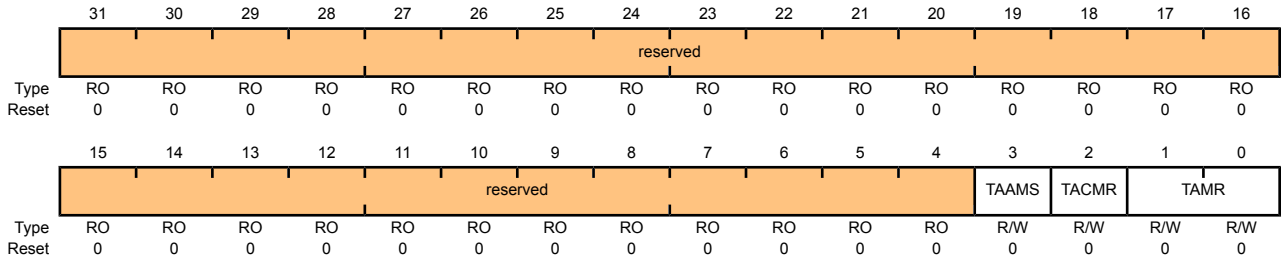 31 30 29 28 27 26 25 24 23 22 21 20 19 18 17 16
reserved
Type RO RO RO RO RO RO RO RO RO RO RO RO RO RO RO RO
Reset 0 0 0 0 0 0 0 0 0 0 0 0 0 0 0 0
15 14 13 12 11 10 9 8 7 6 5 4 3 2 1 0
reserved TAAMS TACMR TAMR
Type RO RO RO RO RO RO RO RO RO RO RO RO R/W R/W R/W R/W
Reset 0 0 0 0 0 0 0 0 0 0 0 0 0 0 0 0